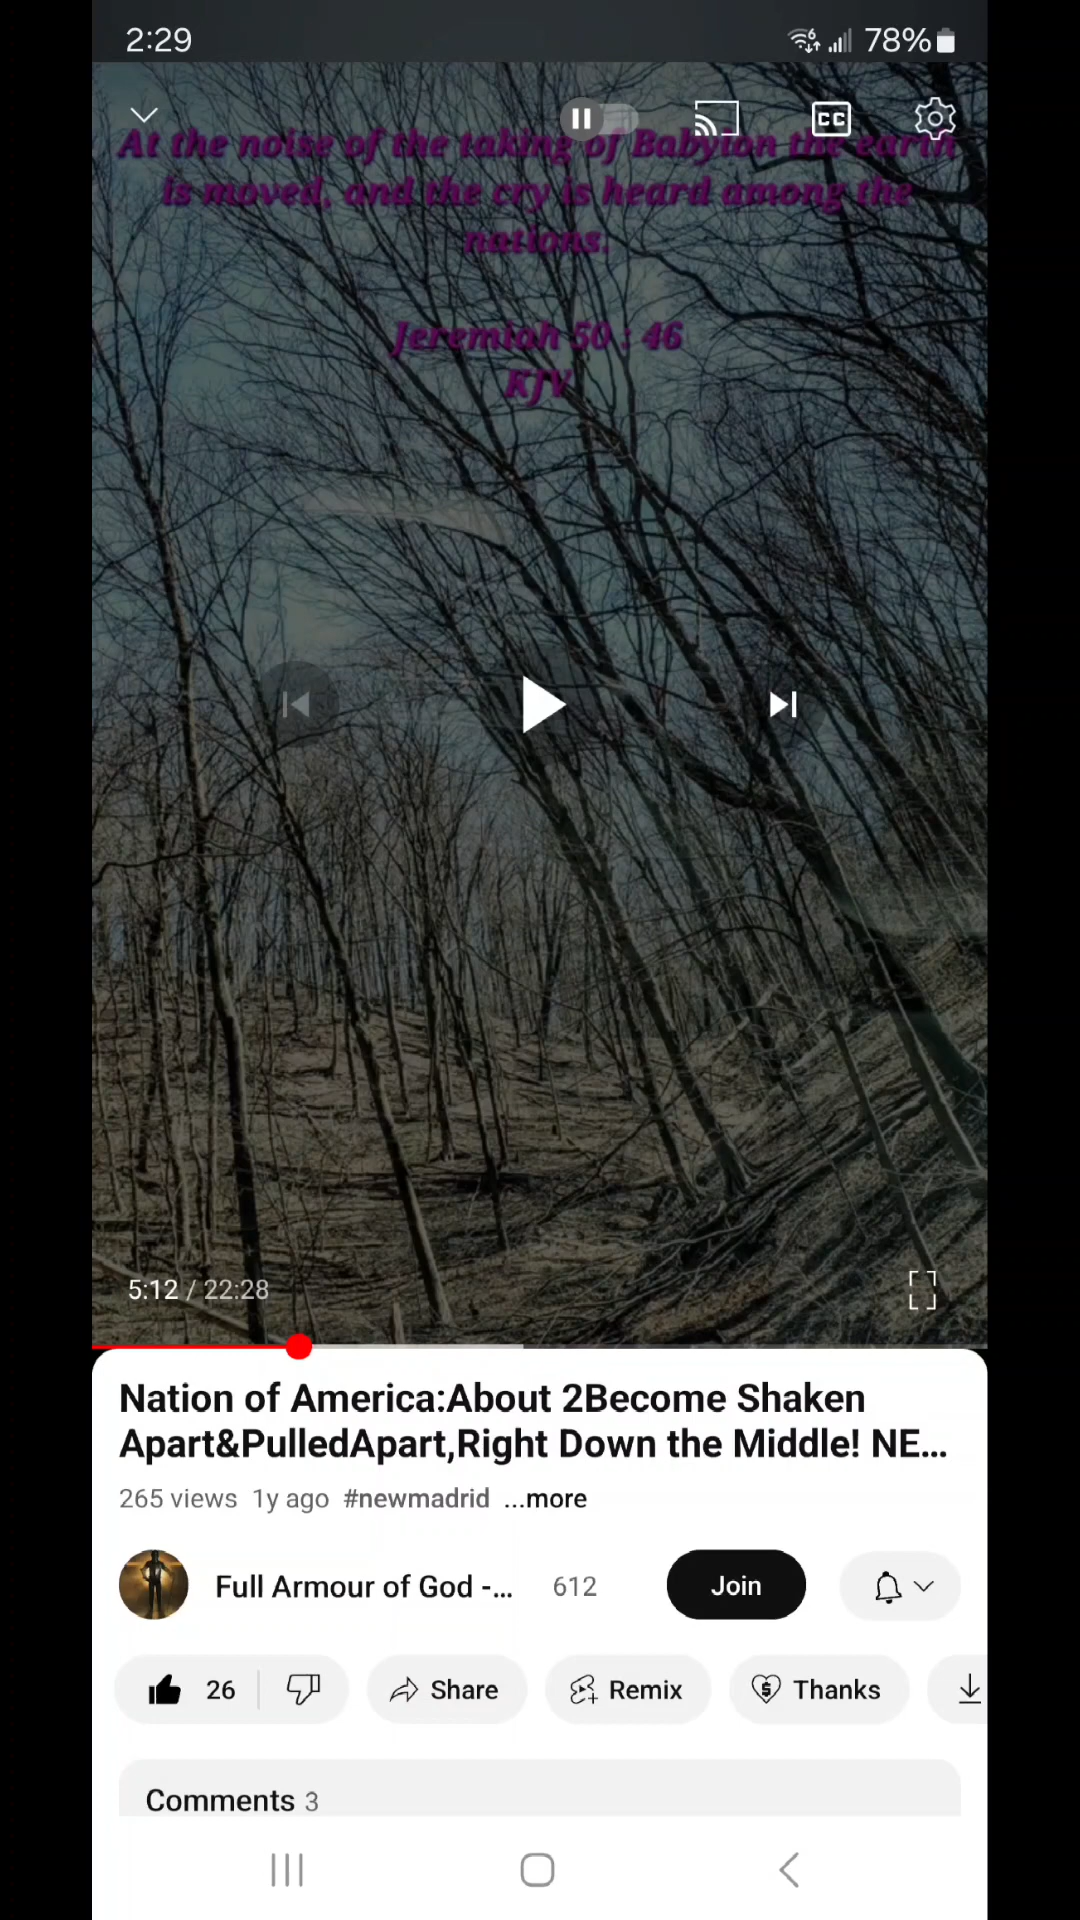 2:29
78%
CC
At the noise of the taking of Babylon the earth
is moved, and the cry is heard among the
nations.
Jeremiah 50 : 46
KJV
5:12 / 22:28
Nation of America:About 2Become Shaken
Apart&PulledApart,Right Down the Middle! NE...
265 views 1y ago #newmadrid ...more
Full Armour of God -... 612 Join
26 Share Remix Thanks
Comments 3